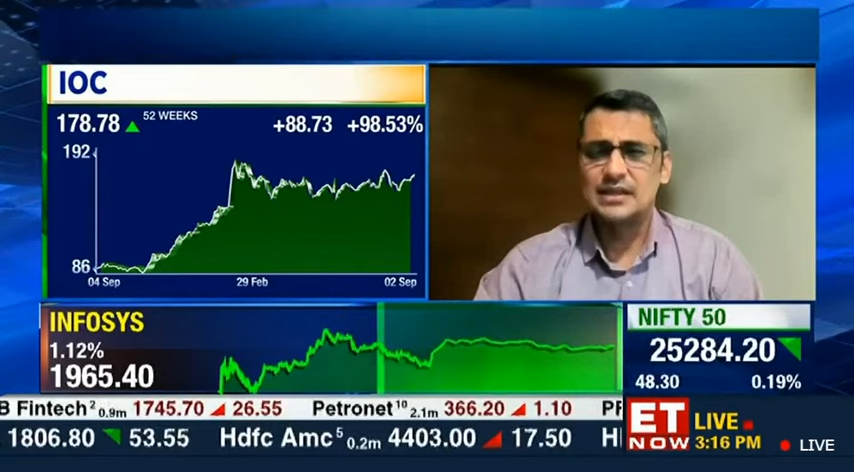 IOC
178.78 52 WEEKS +88.73 +98.53%
192
86
04 Sep 29 Feb 02 Sep
INFOSYS
1.12%
1965.40
NIFTY 50
25284.20
48.30 0.19%
B Fintech 2 0.9m 1745.70 26.55 Petronet 10 2.1m 366.20 1.10
1806.80 53.55 Hdfc Amc 5 0.2m 4403.00 17.50
ET
NOW
LIVE
3:16 PM
LIVE